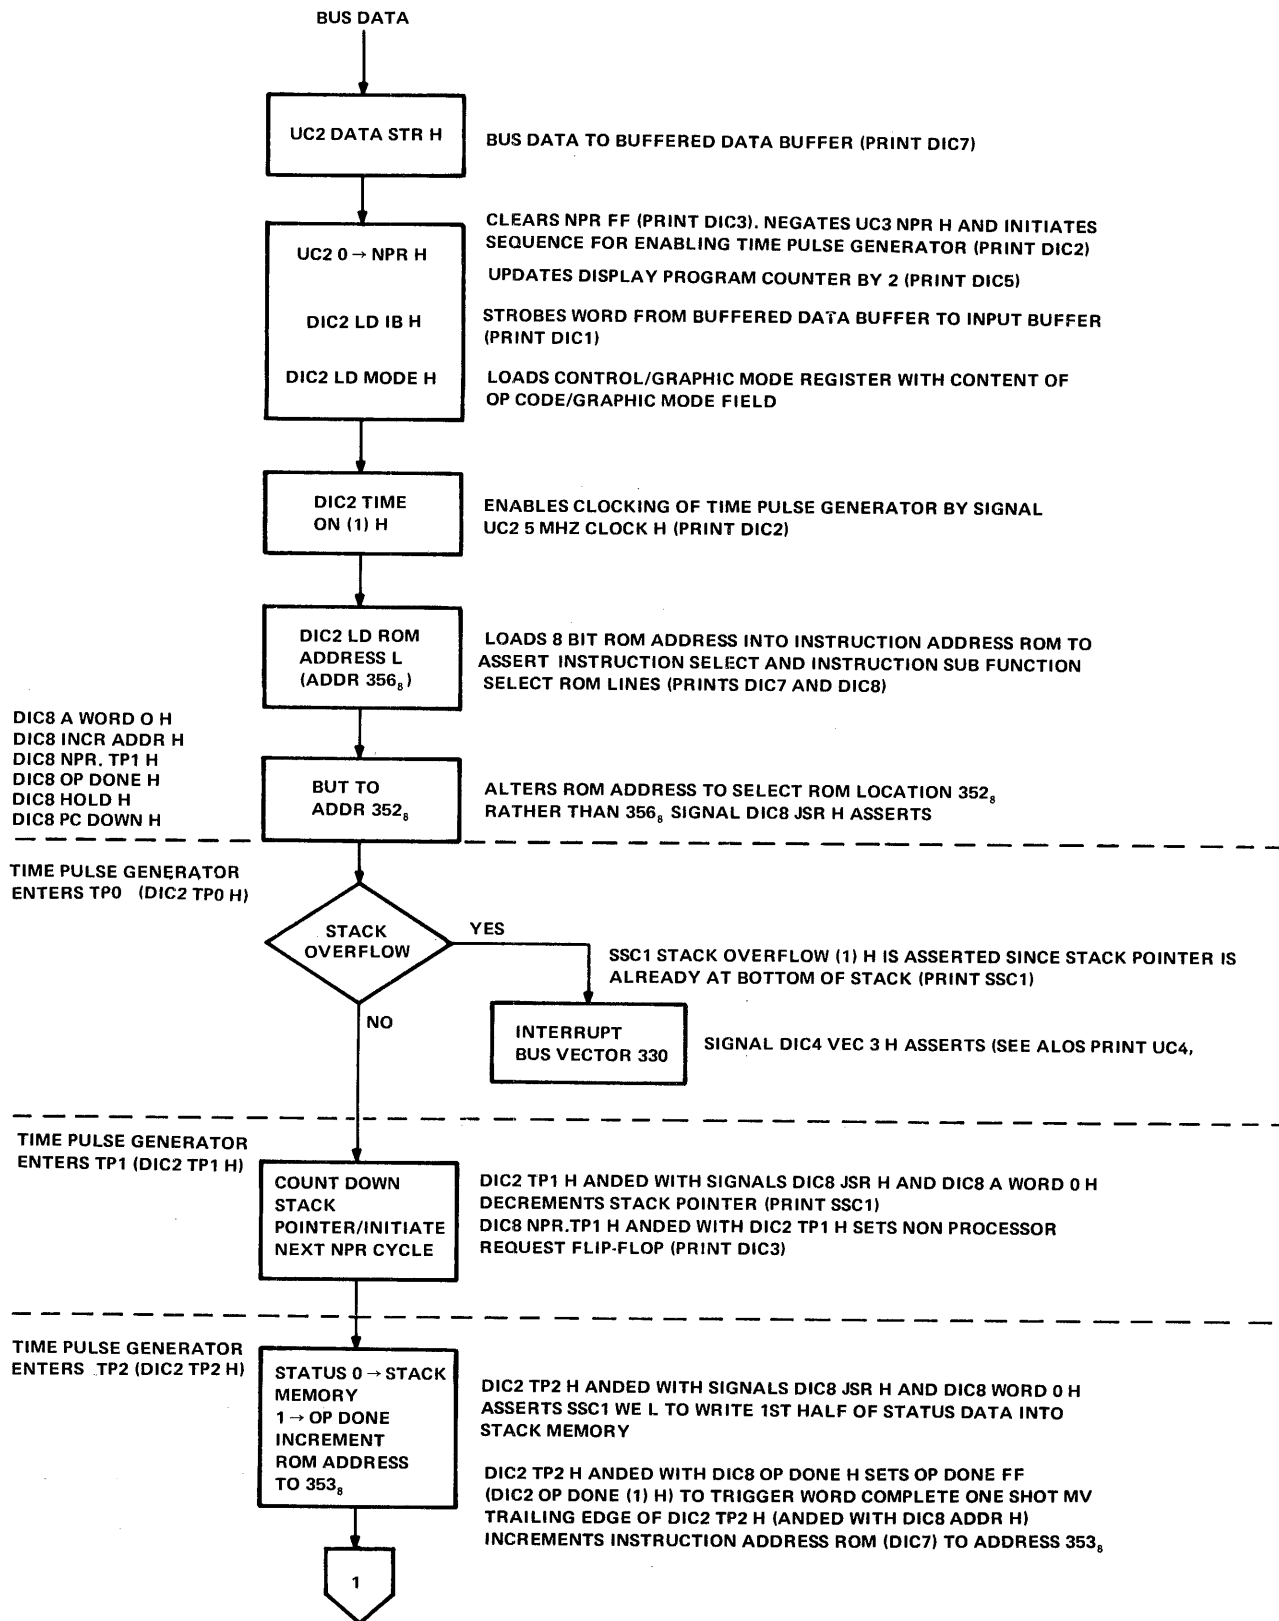 BUS DATA
UC2 DATA STR H
BUS DATA TO BUFFERED DATA BUFFER (PRINT DIC7)
UC2 0 → NPR H
CLEARS NPR FF (PRINT DIC3). NEGATES UC3 NPR H AND INITIATES
SEQUENCE FOR ENABLING TIME PULSE GENERATOR (PRINT DIC2)
UPDATES DISPLAY PROGRAM COUNTER BY 2 (PRINT DIC5)
DIC2 LD IB H
STROBES WORD FROM BUFFERED DATA BUFFER TO INPUT BUFFER
(PRINT DIC1)
DIC2 LD MODE H
LOADS CONTROL/GRAPHIC MODE REGISTER WITH CONTENT OF
OP CODE/GRAPHIC MODE FIELD
DIC2 TIME
ON (1) H
ENABLES CLOCKING OF TIME PULSE GENERATOR BY SIGNAL
UC2 5 MHZ CLOCK H (PRINT DIC2)
DIC2 LD ROM
ADDRESS L
(ADDR 356₈)
LOADS 8 BIT ROM ADDRESS INTO INSTRUCTION ADDRESS ROM TO
ASSERT INSTRUCTION SELECT AND INSTRUCTION SUB FUNCTION
SELECT ROM LINES (PRINTS DIC7 AND DIC8)
DIC8 A WORD O H
DIC8 INCR ADDR H
DIC8 NPR. TP1 H
DIC8 OP DONE H
DIC8 HOLD H
DIC8 PC DOWN H
BUT TO
ADDR 352₈
ALTERS ROM ADDRESS TO SELECT ROM LOCATION 352₈
RATHER THAN 356₈ SIGNAL DIC8 JSR H ASSERTS
TIME PULSE GENERATOR
ENTERS TP0 (DIC2 TP0 H)
STACK
OVERFLOW
YES
SSC1 STACK OVERFLOW (1) H IS ASSERTED SINCE STACK POINTER IS
ALREADY AT BOTTOM OF STACK (PRINT SSC1)
NO
INTERRUPT
BUS VECTOR 330
SIGNAL DIC4 VEC 3 H ASSERTS (SEE ALOS PRINT UC4,
TIME PULSE GENERATOR
ENTERS TP1 (DIC2 TP1 H)
COUNT DOWN
STACK
POINTER/INITIATE
NEXT NPR CYCLE
DIC2 TP1 H ANDED WITH SIGNALS DIC8 JSR H AND DIC8 A WORD 0 H
DECREMENTS STACK POINTER (PRINT SSC1)
DIC8 NPR.TP1 H ANDED WITH DIC2 TP1 H SETS NON PROCESSOR
REQUEST FLIP-FLOP (PRINT DIC3)
TIME PULSE GENERATOR
ENTERS TP2 (DIC2 TP2 H)
STATUS 0 → STACK
MEMORY
1 → OP DONE
INCREMENT
ROM ADDRESS
TO 353₈
DIC2 TP2 H ANDED WITH SIGNALS DIC8 JSR H AND DIC8 WORD 0 H
ASSERTS SSC1 WE L TO WRITE 1ST HALF OF STATUS DATA INTO
STACK MEMORY
DIC2 TP2 H ANDED WITH DIC8 OP DONE H SETS OP DONE FF
(DIC2 OP DONE (1) H) TO TRIGGER WORD COMPLETE ONE SHOT MV
TRAILING EDGE OF DIC2 TP2 H (ANDED WITH DIC8 ADDR H)
INCREMENTS INSTRUCTION ADDRESS ROM (DIC7) TO ADDRESS 353₈
1